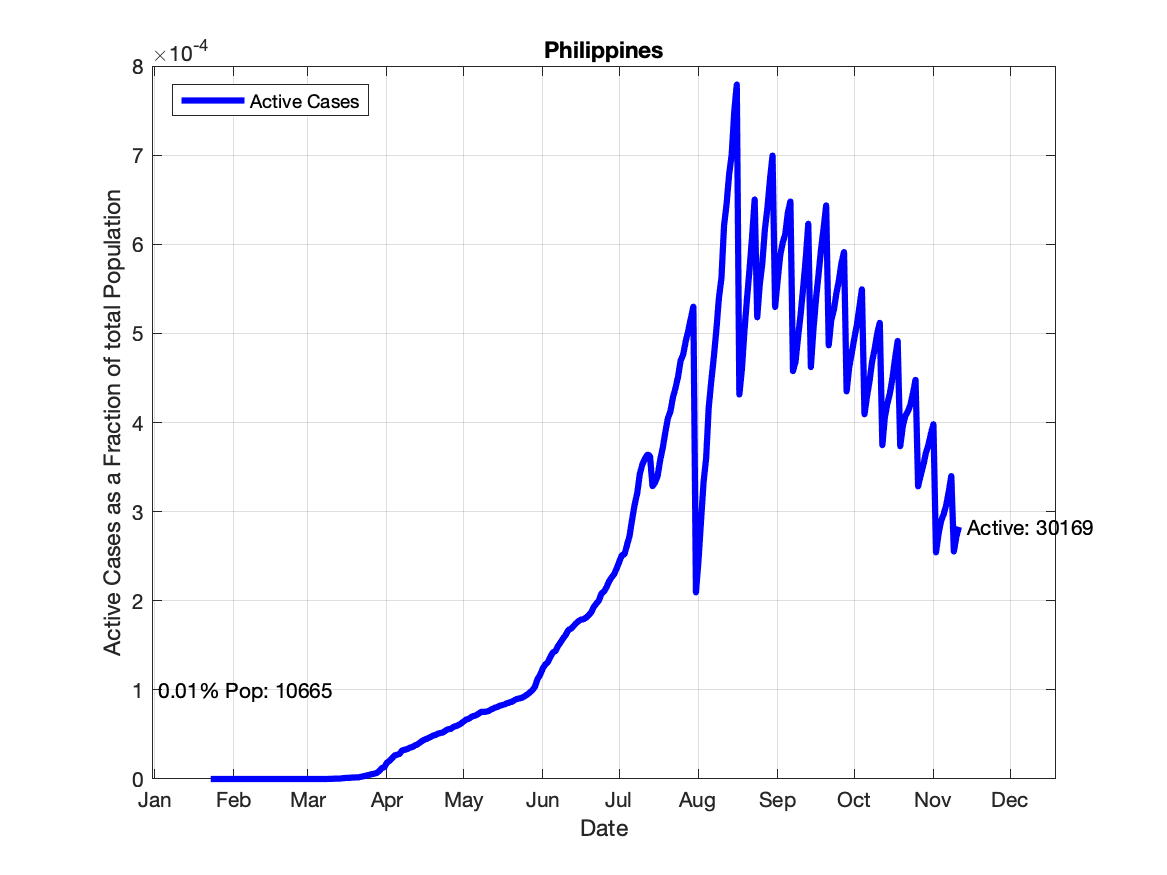 Philippines
×10-4
Active Cases
8
7
6
5
4
3
2
1
0
Active Cases as a Fraction of total Population
0.01% Pop: 10665
Active: 30169
Jan Feb Mar Apr May Jun Jul Aug Sep Oct Nov Dec
Date